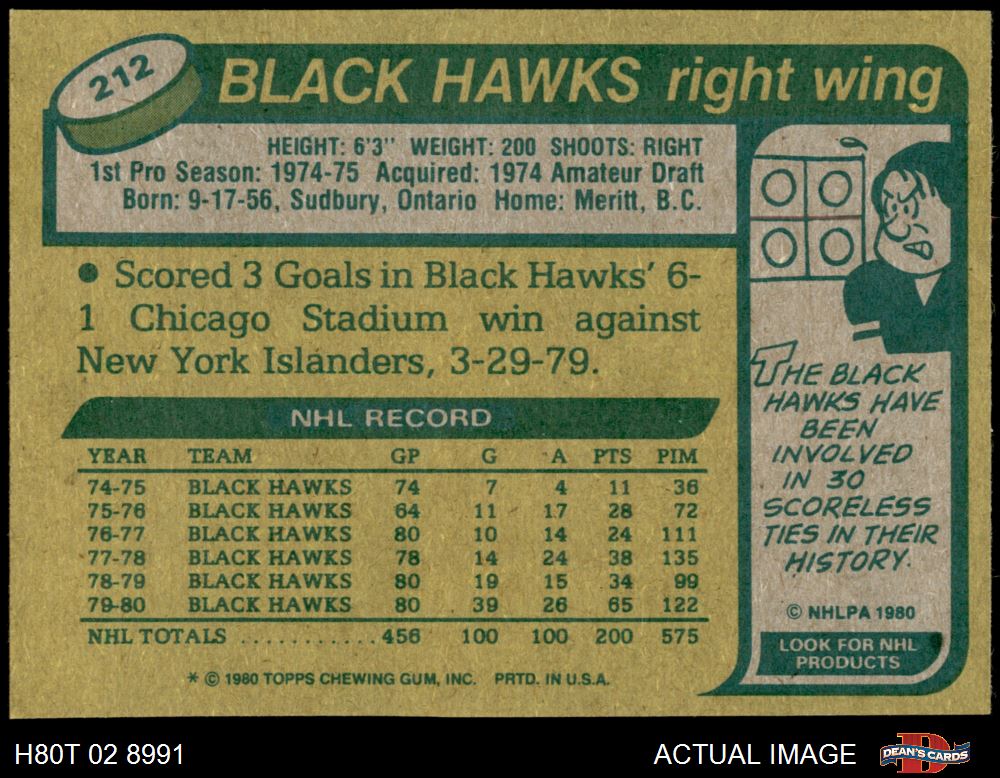 212
BLACK HAWKS right wing
HEIGHT: 6'3" WEIGHT: 200 SHOOTS: RIGHT
1st Pro Season: 1974-75 Acquired: 1974 Amateur Draft
Born: 9-17-56, Sudbury, Ontario Home: Meritt, B.C.
● Scored 3 Goals in Black Hawks' 6-
1 Chicago Stadium win against
New York Islanders, 3-29-79.
NHL RECORD
YEAR TEAM GP G A PTS PIM
74-75 BLACK HAWKS 74 7 4 11 36
75-76 BLACK HAWKS 64 11 17 28 72
76-77 BLACK HAWKS 80 10 14 24 111
77-78 BLACK HAWKS 78 14 24 38 135
78-79 BLACK HAWKS 80 19 15 34 99
79-80 BLACK HAWKS 80 39 26 65 122
NHL TOTALS .......... 456 100 100 200 575
* © 1980 TOPPS CHEWING GUM, INC. PRTD. IN U.S.A.
0 0
0 0
THE BLACK
HAWKS HAVE
BEEN
INVOLVED
IN 30
SCORELESS
TIES IN THEIR
HISTORY.
© NHLPA 1980
LOOK FOR NHL
PRODUCTS
H80T 02 8991
ACTUAL IMAGE
D
DEAN'S CARDS